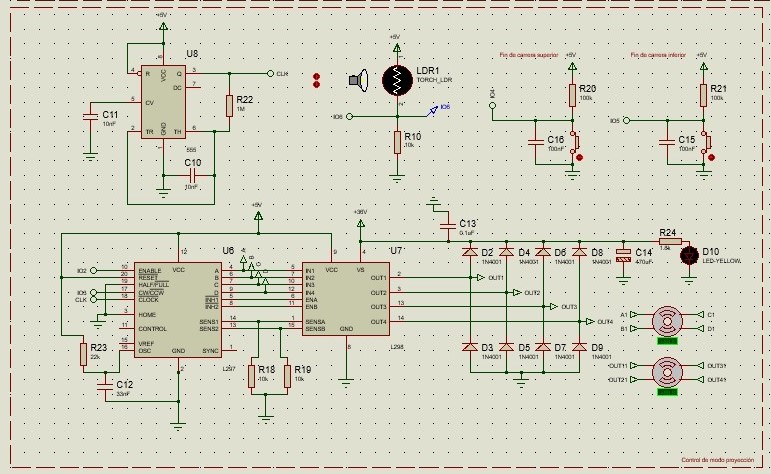 +5V
U8
4
R
VCC
8
Q
3
CLR
DC
7
5
CV
R22
1M
C11
10nF
2
TR
GND
1
TH
6
555
C10
10nF
+5V
LDR1
TORCH_LDR
1
2
IO6
IO6
R10
10k
Fin de carrera superior
+5V
R20
100k
IO4
C16
100nF
Fin de carrera inferior
+5V
R21
100k
IO5
C15
100nF
+5V
+36V
C13
0.1uF
U6
12
VCC
IO2
10
ENABLE
20
RESET
19
HALF/FULL
IO3
17
CW/CCW
CLK
18
CLOCK
3
HOME
11
CONTROL
15
VREF
16
OSC
GND
2
A
4
B
6
C
7
D
9
INH1
5
INH2
8
SENS1
14
SENS2
13
SYNC
1
L297
R23
22k
C12
33nF
R18
10k
R19
10k
U7
9
4
VCC
VS
5
IN1
7
IN2
10
IN3
12
IN4
6
ENA
11
ENB
1
SENSA
15
SENSB
OUT1
2
OUT2
3
OUT3
13
OUT4
14
GND
8
L298
D2
1N4001
D4
1N4001
D6
1N4001
D8
1N4001
OUT1
OUT2
OUT3
OUT4
D3
1N4001
D5
1N4001
D7
1N4001
D9
1N4001
C14
470uF
R24
1.8k
D10
LED-YELLOW
A1
C1
B1
D1
OUT1
OUT3
OUT2
OUT4
Control de modo proyección